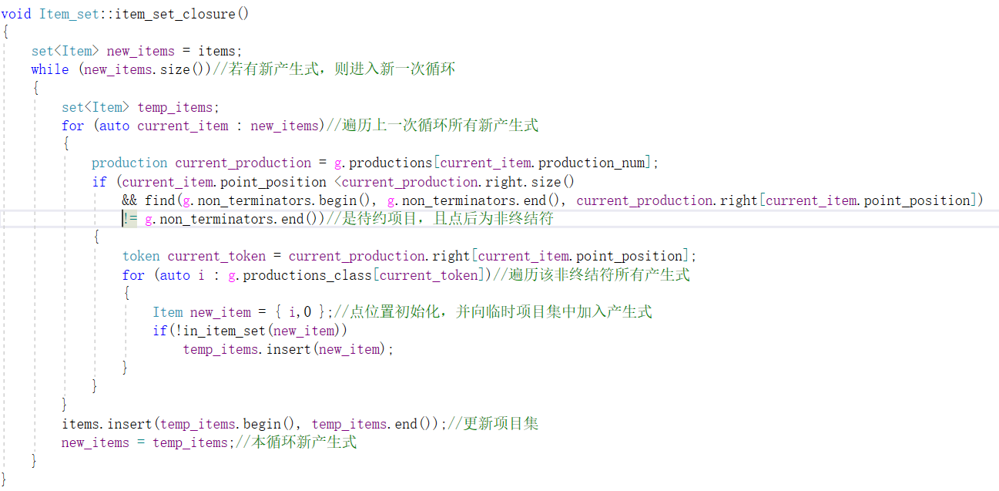 void Item_set::item_set_closure()
{
    set<Item> new_items = items;
    while (new_items.size())//若有新产生式，则进入新一次循环
    {
        set<Item> temp_items;
        for (auto current_item : new_items)//遍历上一次循环所有新产生式
        {
            production current_production = g.productions[current_item.production_num];
            if (current_item.point_position <current_production.right.size()
                && find(g.non_terminators.begin(), g.non_terminators.end(), current_production.right[current_item.point_position])
                != g.non_terminators.end())//是待约项目，且点后为非终结符
            {
                token current_token = current_production.right[current_item.point_position];
                for (auto i : g.productions_class[current_token])//遍历该非终结符所有产生式
                {
                    Item new_item = { i,0 };//点位置初始化，并向临时项目集中加入产生式
                    if(!in_item_set(new_item))
                        temp_items.insert(new_item);
                }
            }
        }
        items.insert(temp_items.begin(), temp_items.end());//更新项目集
        new_items = temp_items;//本循环新产生式
    }
}